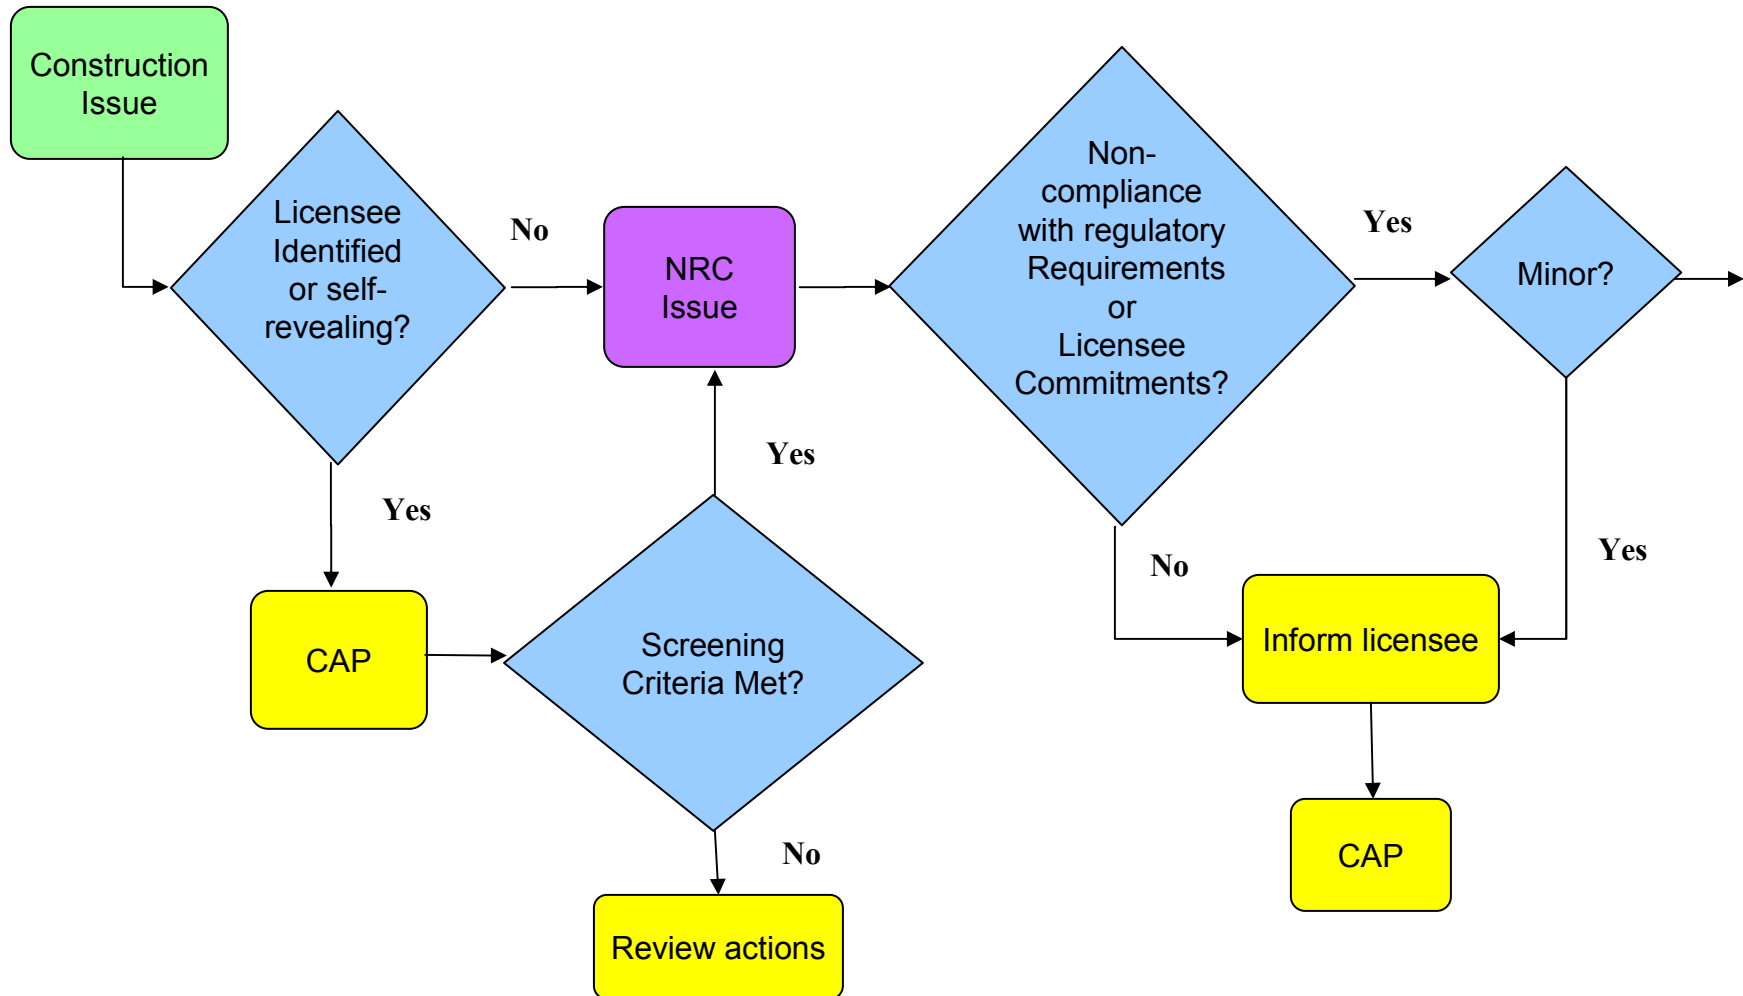 Construction
Issue
Licensee
Identified
or self-
revealing?
No
NRC
Issue
Non-
compliance
with regulatory
Requirements
or
Licensee
Commitments?
Yes
Minor?
Yes
Yes
CAP
Screening
Criteria Met?
No
Review actions
No
Yes
Inform licensee
CAP